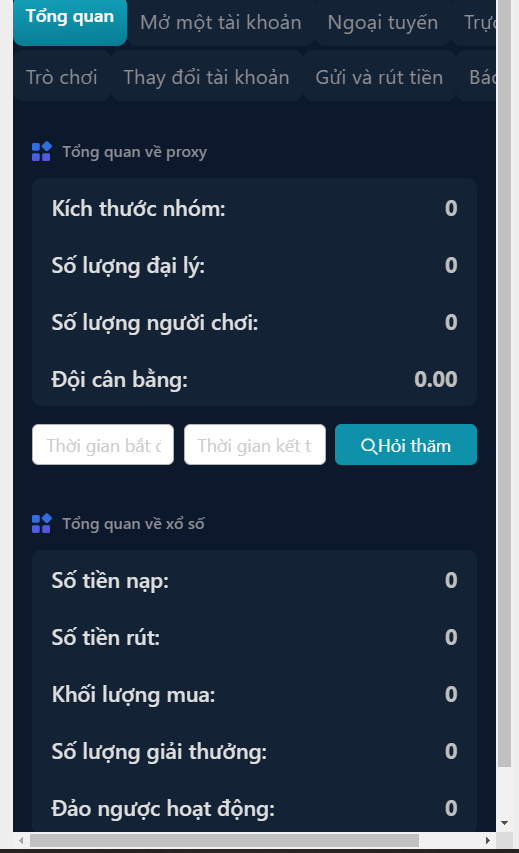 Tổng quan Mở một tài khoản Ngoại tuyến
Trò chơi Thay đổi tài khoản Gửi và rút tiền
Tổng quan về proxy
Kích thước nhóm: 0
Số lượng đại lý: 0
Số lượng người chơi: 0
Đội cân bằng: 0.00
Thời gian bắt Thời gian kết Hỏi thăm
Tổng quan về xổ số
Số tiền nạp: 0
Số tiền rút: 0
Khối lượng mua: 0
Số lượng giải thưởng: 0
Đảo ngược hoạt động: 0